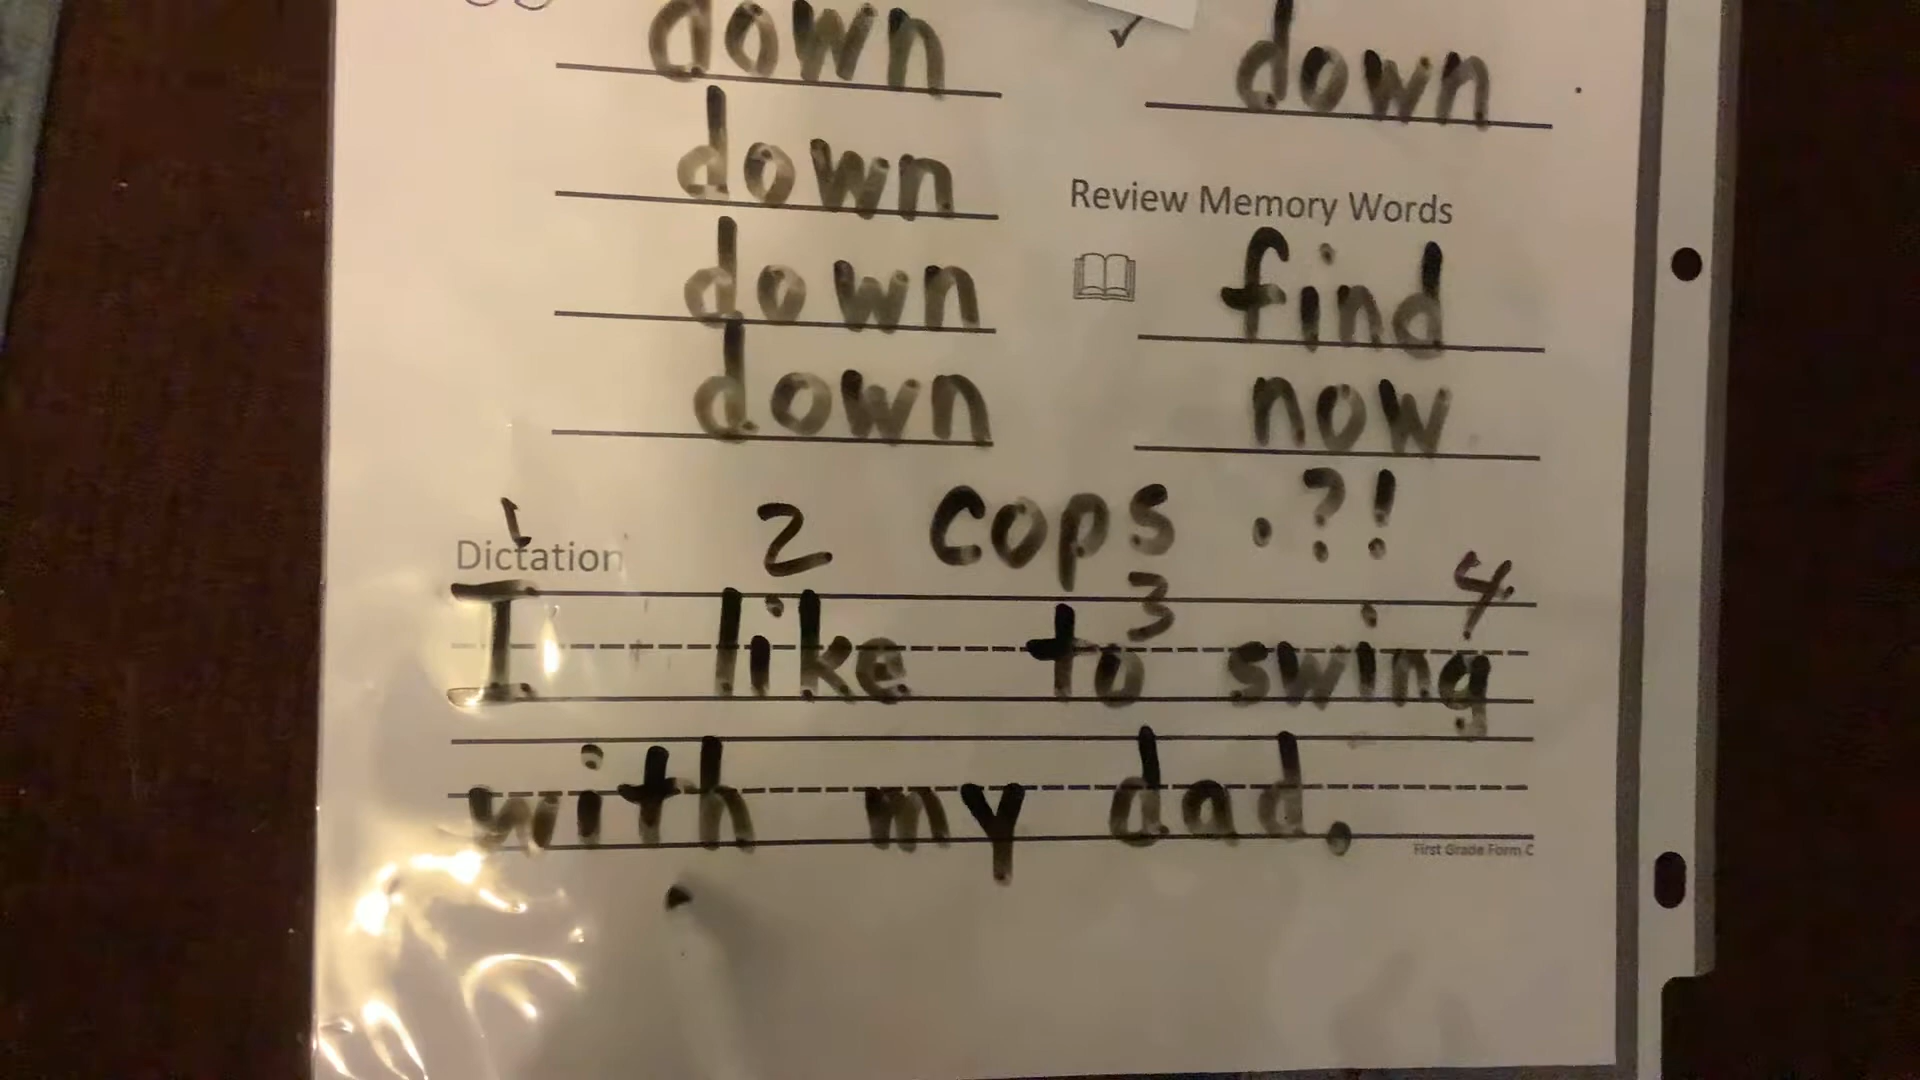 down
down
down
down
✓ down
Review Memory Words
find
now
1 2 cops .?!
Dictation
3 4
I like to swing
with my dad.
First Grade Form C